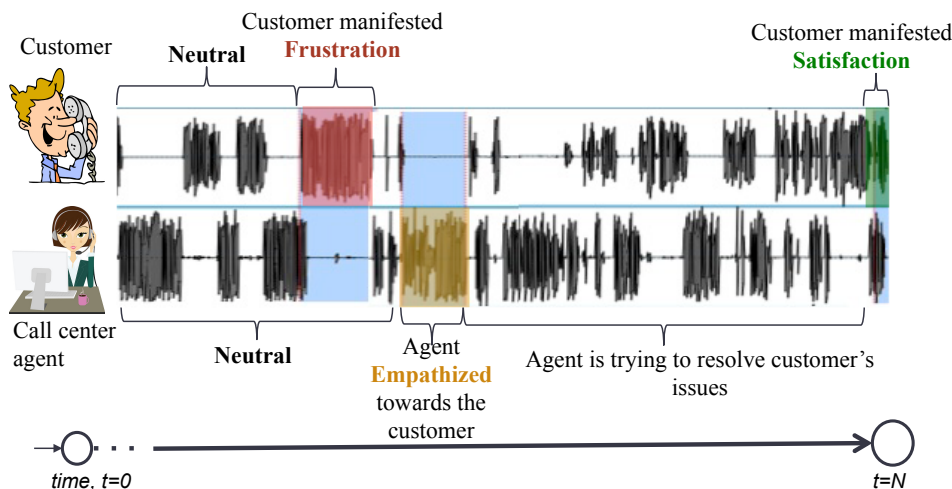 Customer
Neutral
Customer manifested
Frustration
Customer manifested
Satisfaction
Call center
agent
Neutral
Agent
Empathized
towards the
customer
Agent is trying to resolve customer's
issues
time, t=0
t=N